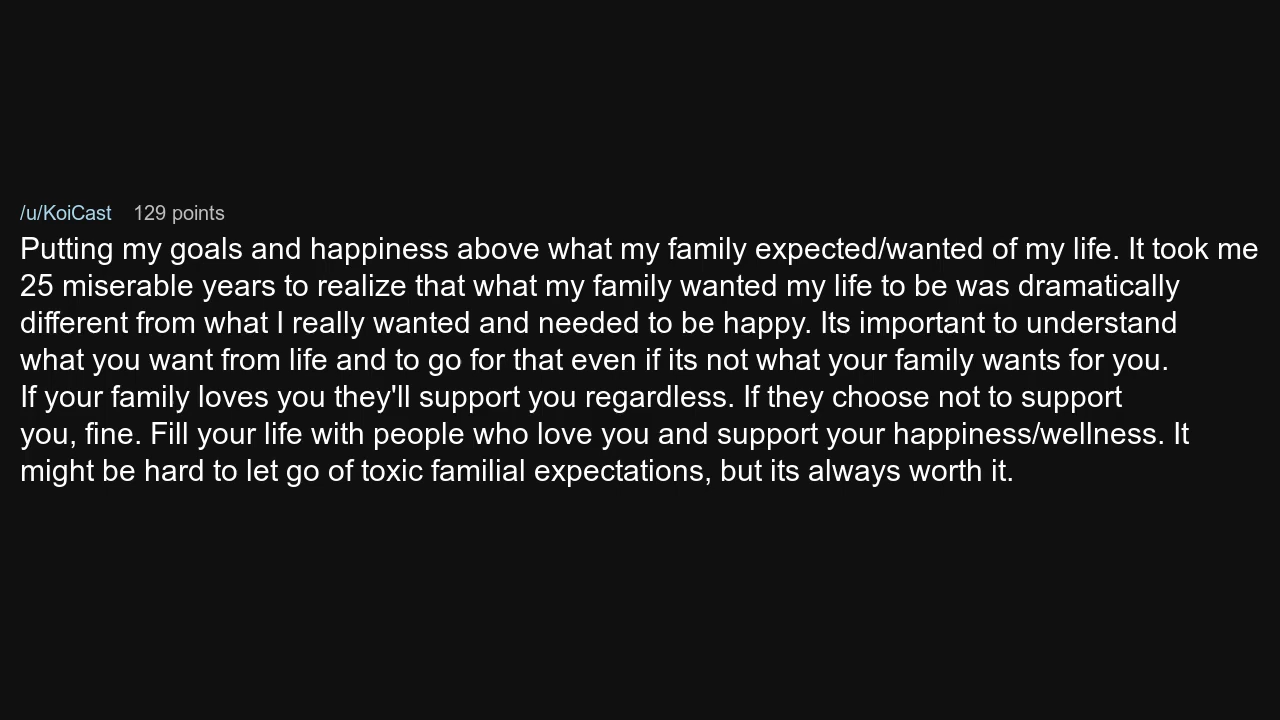 /u/KoiCast 129 points
Putting my goals and happiness above what my family expected/wanted of my life. It took me
25 miserable years to realize that what my family wanted my life to be was dramatically
different from what I really wanted and needed to be happy. Its important to understand
what you want from life and to go for that even if its not what your family wants for you.
If your family loves you they'll support you regardless. If they choose not to support
you, fine. Fill your life with people who love you and support your happiness/wellness. It
might be hard to let go of toxic familial expectations, but its always worth it.